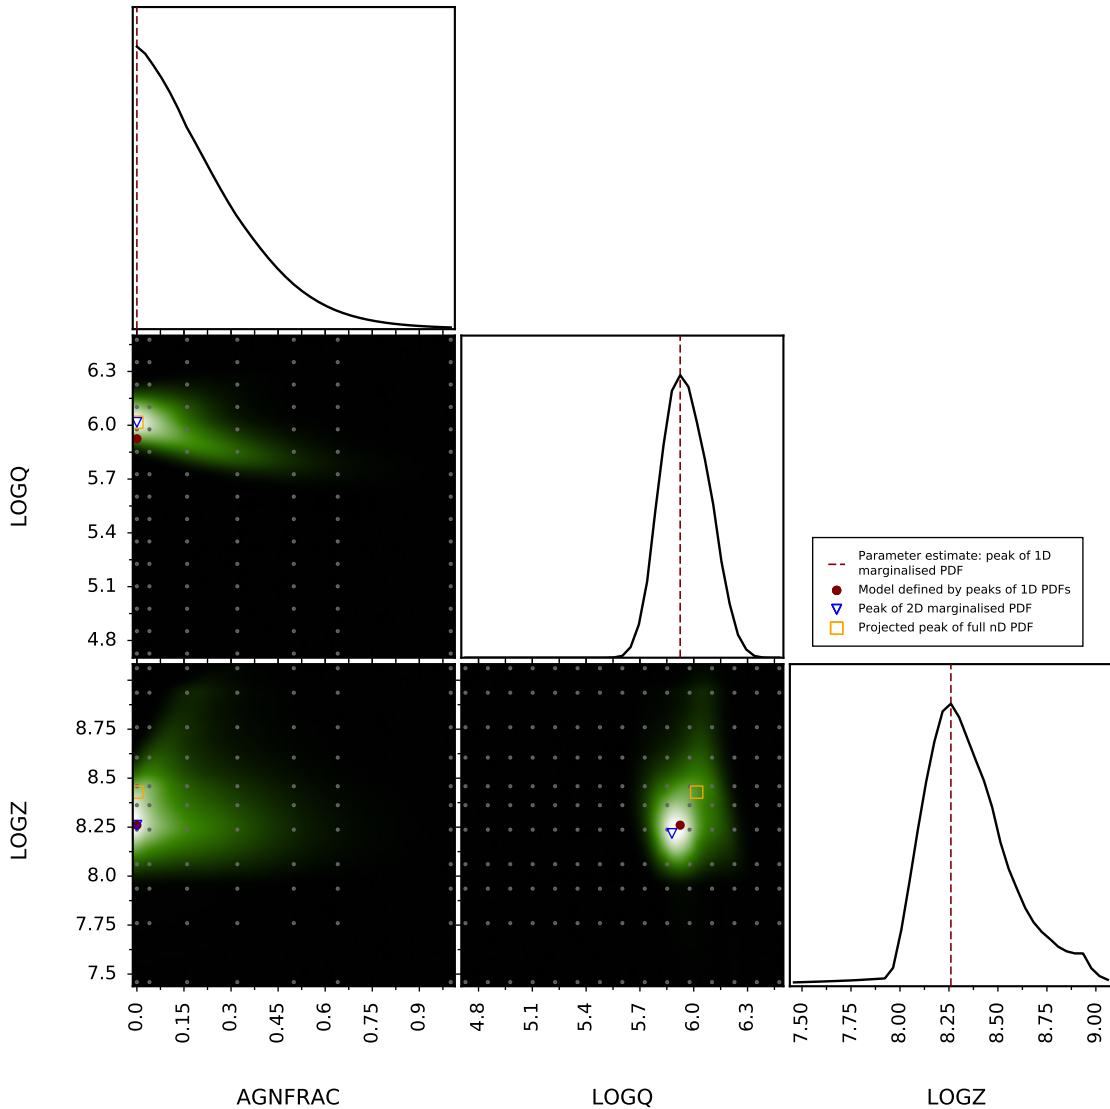 6.3
6.0
5.7
5.4
5.1
4.8
LOGQ
Parameter estimate: peak of 1D
marginalised PDF
Model defined by peaks of 1D PDFs
Peak of 2D marginalised PDF
Projected peak of full nD PDF
8.75
8.5
8.25
8.0
7.75
7.5
LOGZ
0.0 0.15 0.3 0.45 0.6 0.75 0.9
4.8 5.1 5.4 5.7 6.0 6.3
7.50 7.75 8.00 8.25 8.50 8.75 9.00
AGNFRAC LOGQ LOGZ